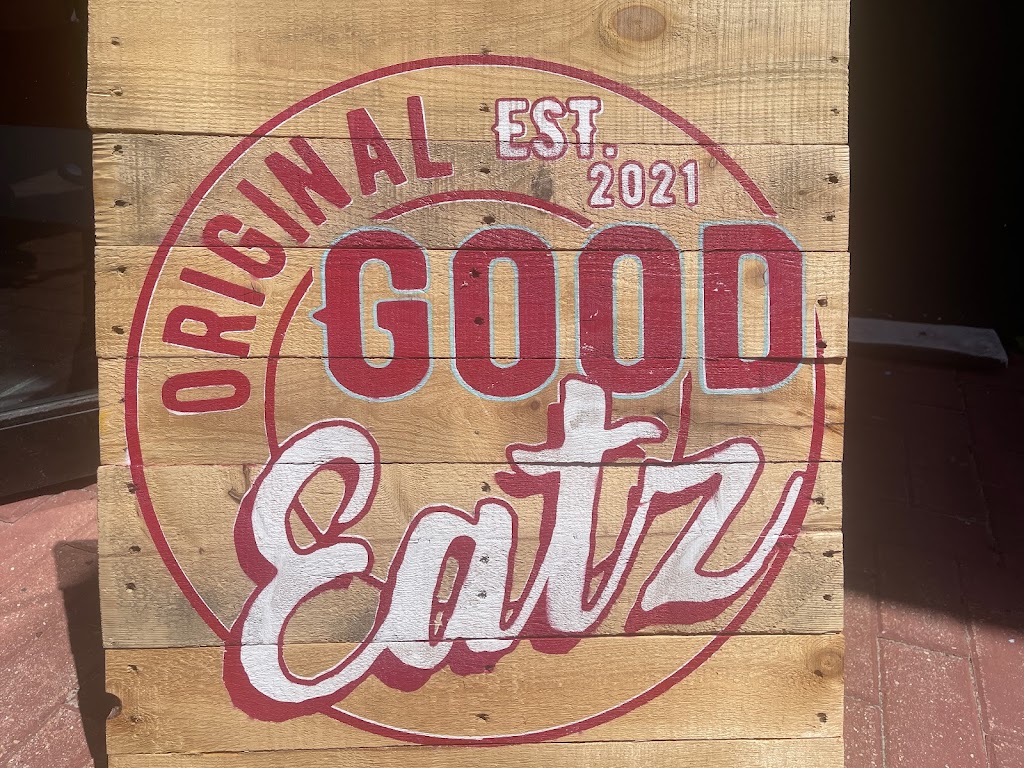 ORIGINAL
EST.
2021
GOOD
Eatz